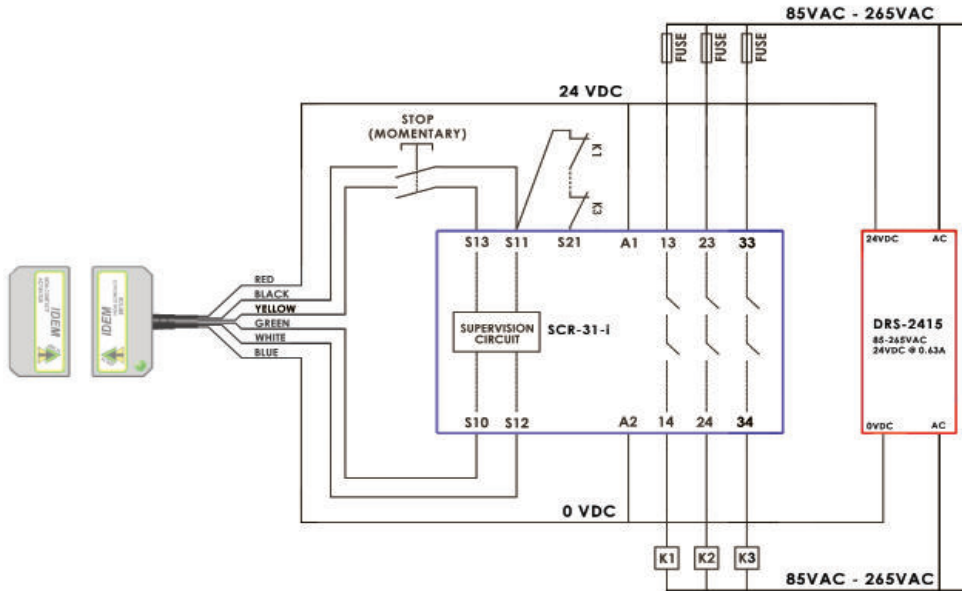 85VAC - 265VAC
FUSE
FUSE
FUSE
24 VDC
STOP
(MOMENTARY)
K1
K3
S13
S11
S21
A1
13
23
33
24VDC
AC
RED
BLACK
YELLOW
GREEN
WHITE
BLUE
IDEM
IDEM
SUPERVISION
CIRCUIT
SCR-31-i
DRS-2415
85-265VAC
24VDC @ 0.63A
S10
S12
A2
14
24
34
0VDC
AC
0 VDC
K1
K2
K3
85VAC - 265VAC